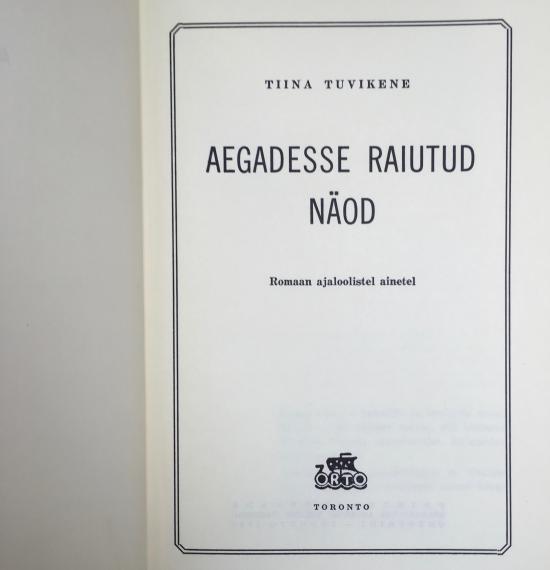 TIINA TUVIKENE
AEGADESSE RAIUTUD
NÄOD
Romaan ajaloolistel ainetel
ORTO
TORONTO